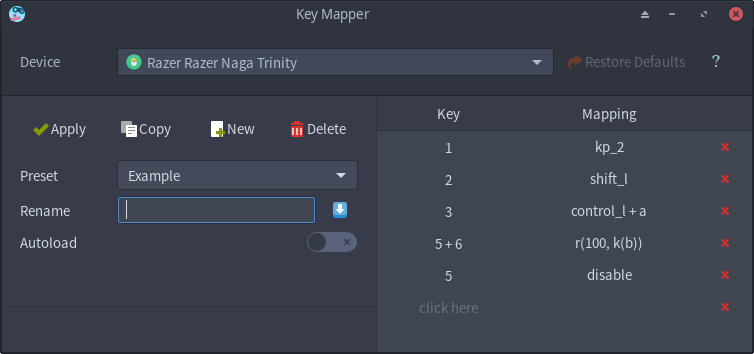 Key Mapper
Device Razer Razer Naga Trinity Restore Defaults ?
Apply Copy New Delete
Preset Example
Rename
Autoload
Key Mapping
1 kp_2
2 shift_l
3 control_l + a
5 + 6 r(100, k(b))
5 disable
click here